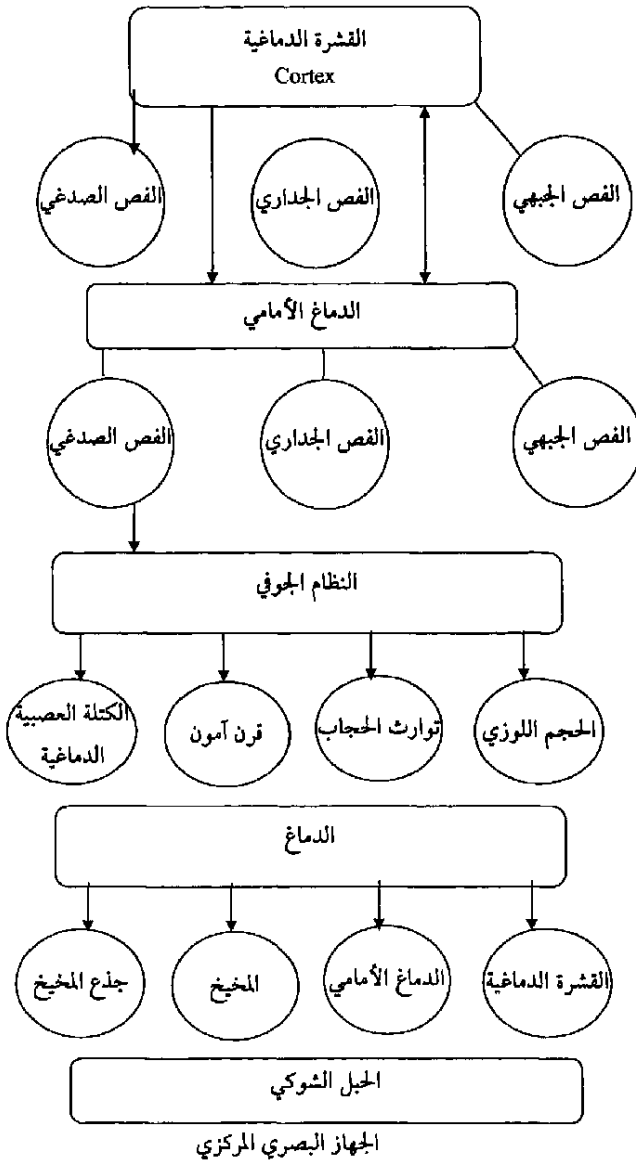 القشرة الدماغية
Cortex
الفص الجبهي
الفص الجداري
الفص الصدغي
الدماغ الأمامي
الفص الجبهي
الفص الجداري
الفص الصدغي
النظام الجوفي
الحجم اللوزي
توارث الحجاب
قرن آمون
الكتلة العصبية
الدماغية
الدماغ
القشرة الدماغية
الدماغ الأمامي
المخيخ
جذع المخيخ
الحبل الشوكي
الجهاز البصري المركزي